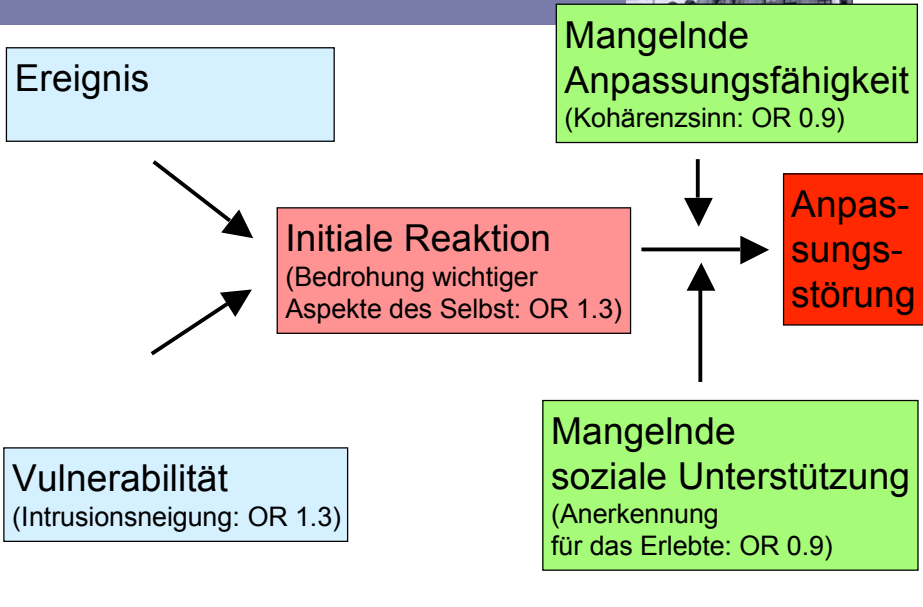 Ereignis
Mangelnde
Anpassungsfähigkeit
(Kohärenzsinn: OR 0.9)
Initiale Reaktion
(Bedrohung wichtiger
Aspekte des Selbst: OR 1.3)
Anpas-
sungs-
störung
Vulnerabilität
(Intrusionsneigung: OR 1.3)
Mangelnde
soziale Unterstützung
(Anerkennung
für das Erlebte: OR 0.9)